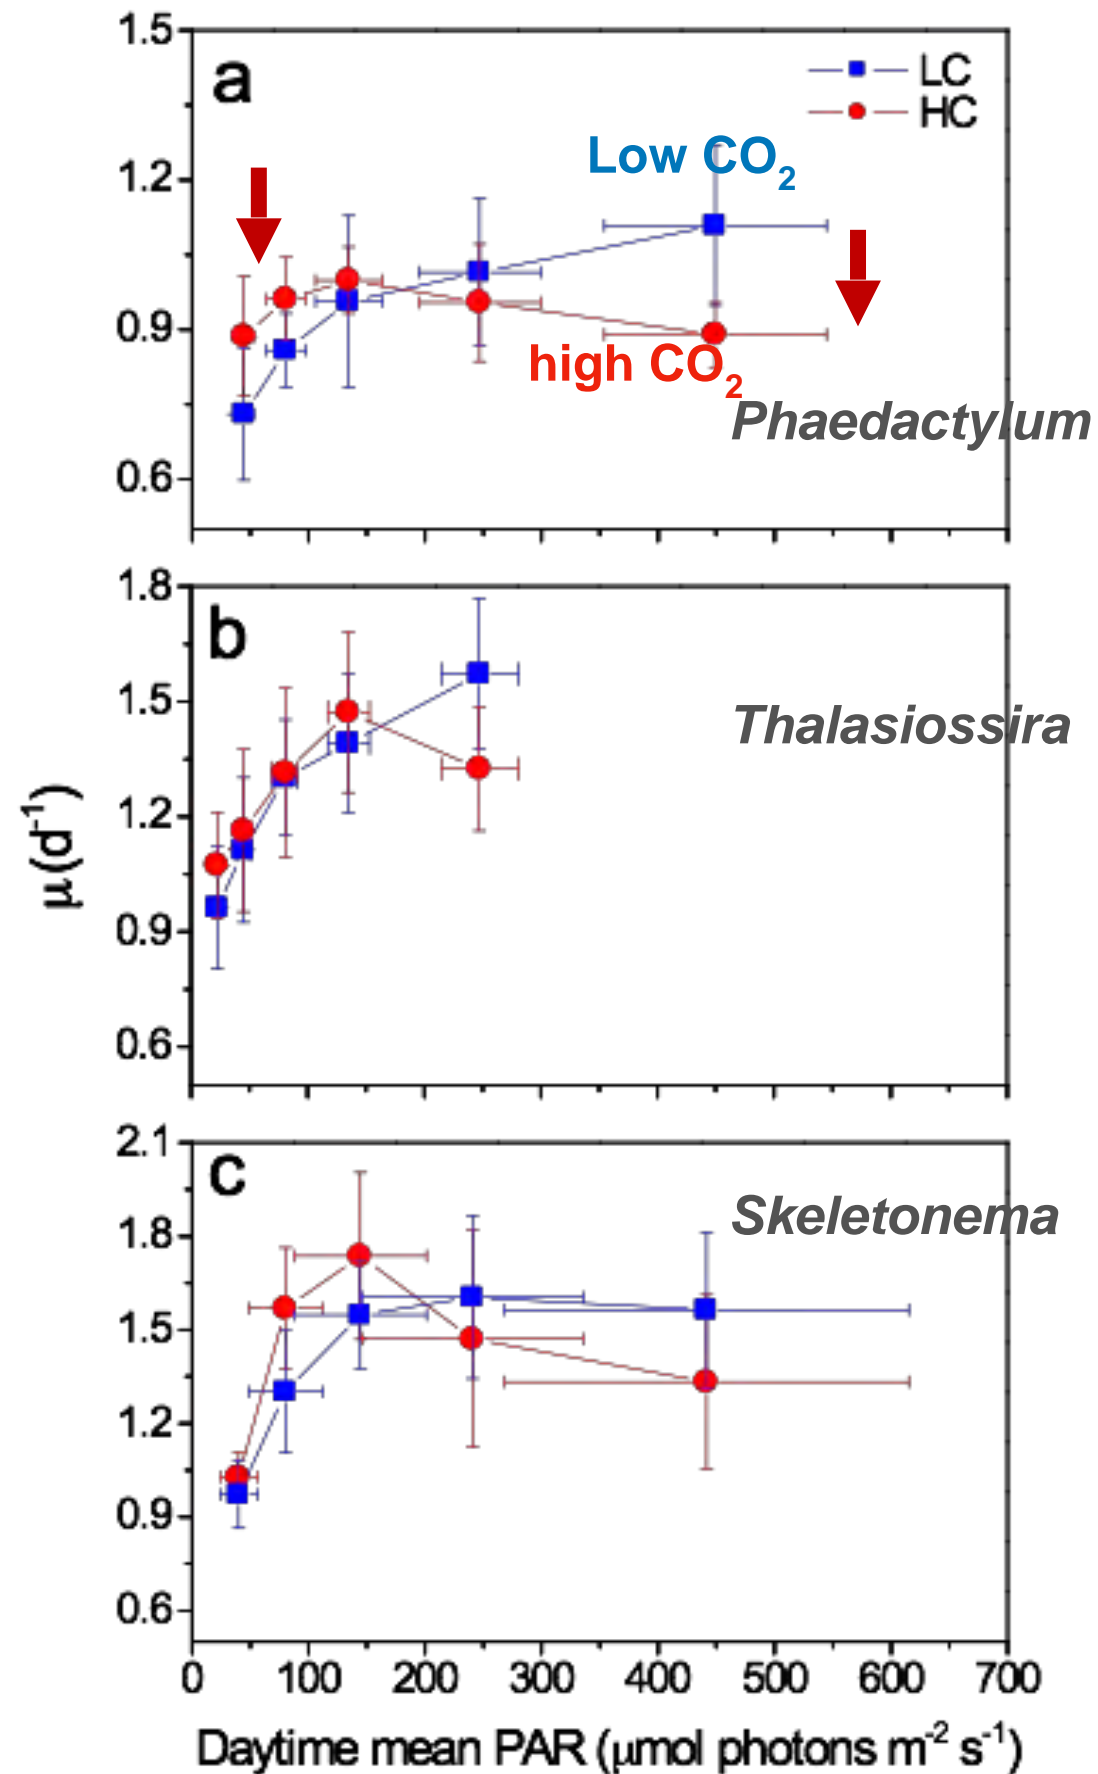 1.5
a
LC
HC
Low CO₂
1.2
0.9
high CO₂
Phaedactylum
0.6
1.8
b
1.5
Thalasiossira
1.2
0.9
0.6
μ(d⁻¹)
2.1
c
Skeletonema
1.8
1.5
1.2
0.9
0.6
0 100 200 300 400 500 600 700
Daytime mean PAR (μmol photons m⁻² s⁻¹)